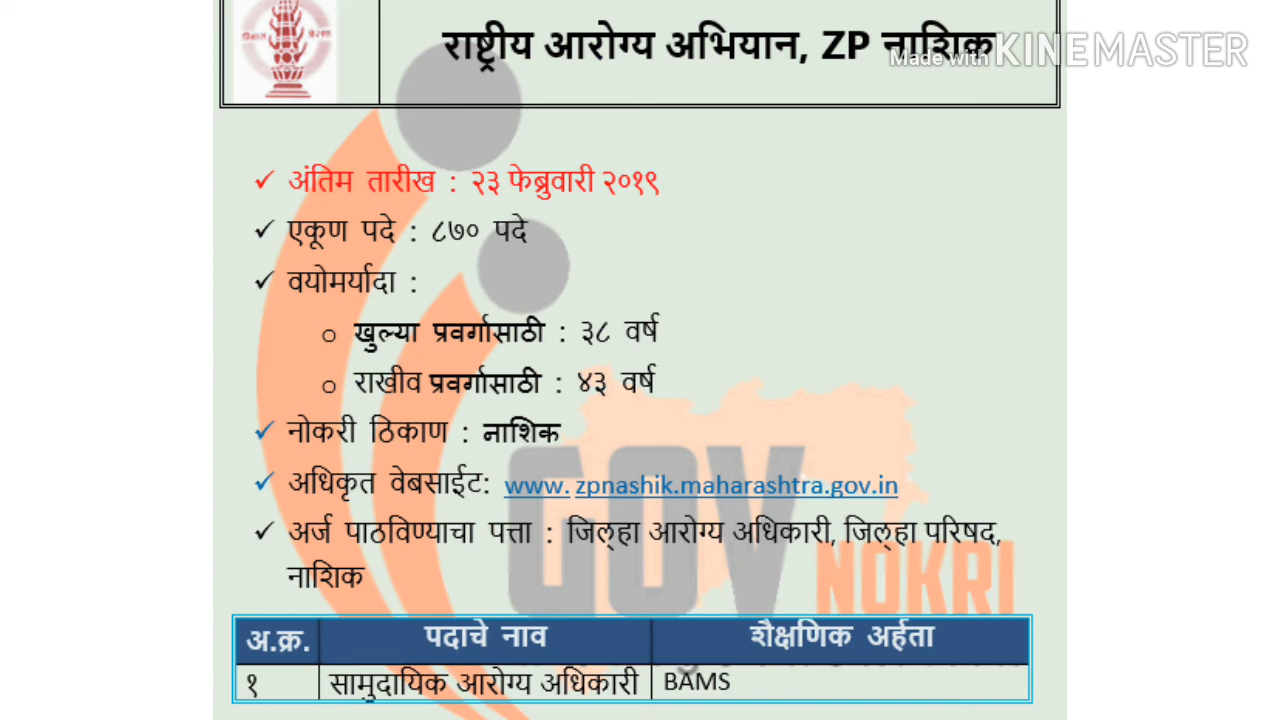 राष्ट्रीय आरोग्य अभियान, ZP नाशिक
Made with KINEMASTER
✓ अंतिम तारीख : २३ फेब्रुवारी २०१९
✓ एकूण पदे : ८७० पदे
✓ वयोमर्यादा :
o खुल्या प्रवर्गासाठी : ३८ वर्ष
o राखीव प्रवर्गासाठी : ४३ वर्ष
✓ नोकरी ठिकाण : नाशिक
✓ अधिकृत वेबसाईट: www. zpnashik.maharashtra.gov.in
✓ अर्ज पाठविण्याचा पत्ता : जिल्हा आरोग्य अधिकारी, जिल्हा परिषद,
नाशिक
GOV NOKRI
अ.क्र. पदाचे नाव शैक्षणिक अर्हता
१ सामुदायिक आरोग्य अधिकारी BAMS